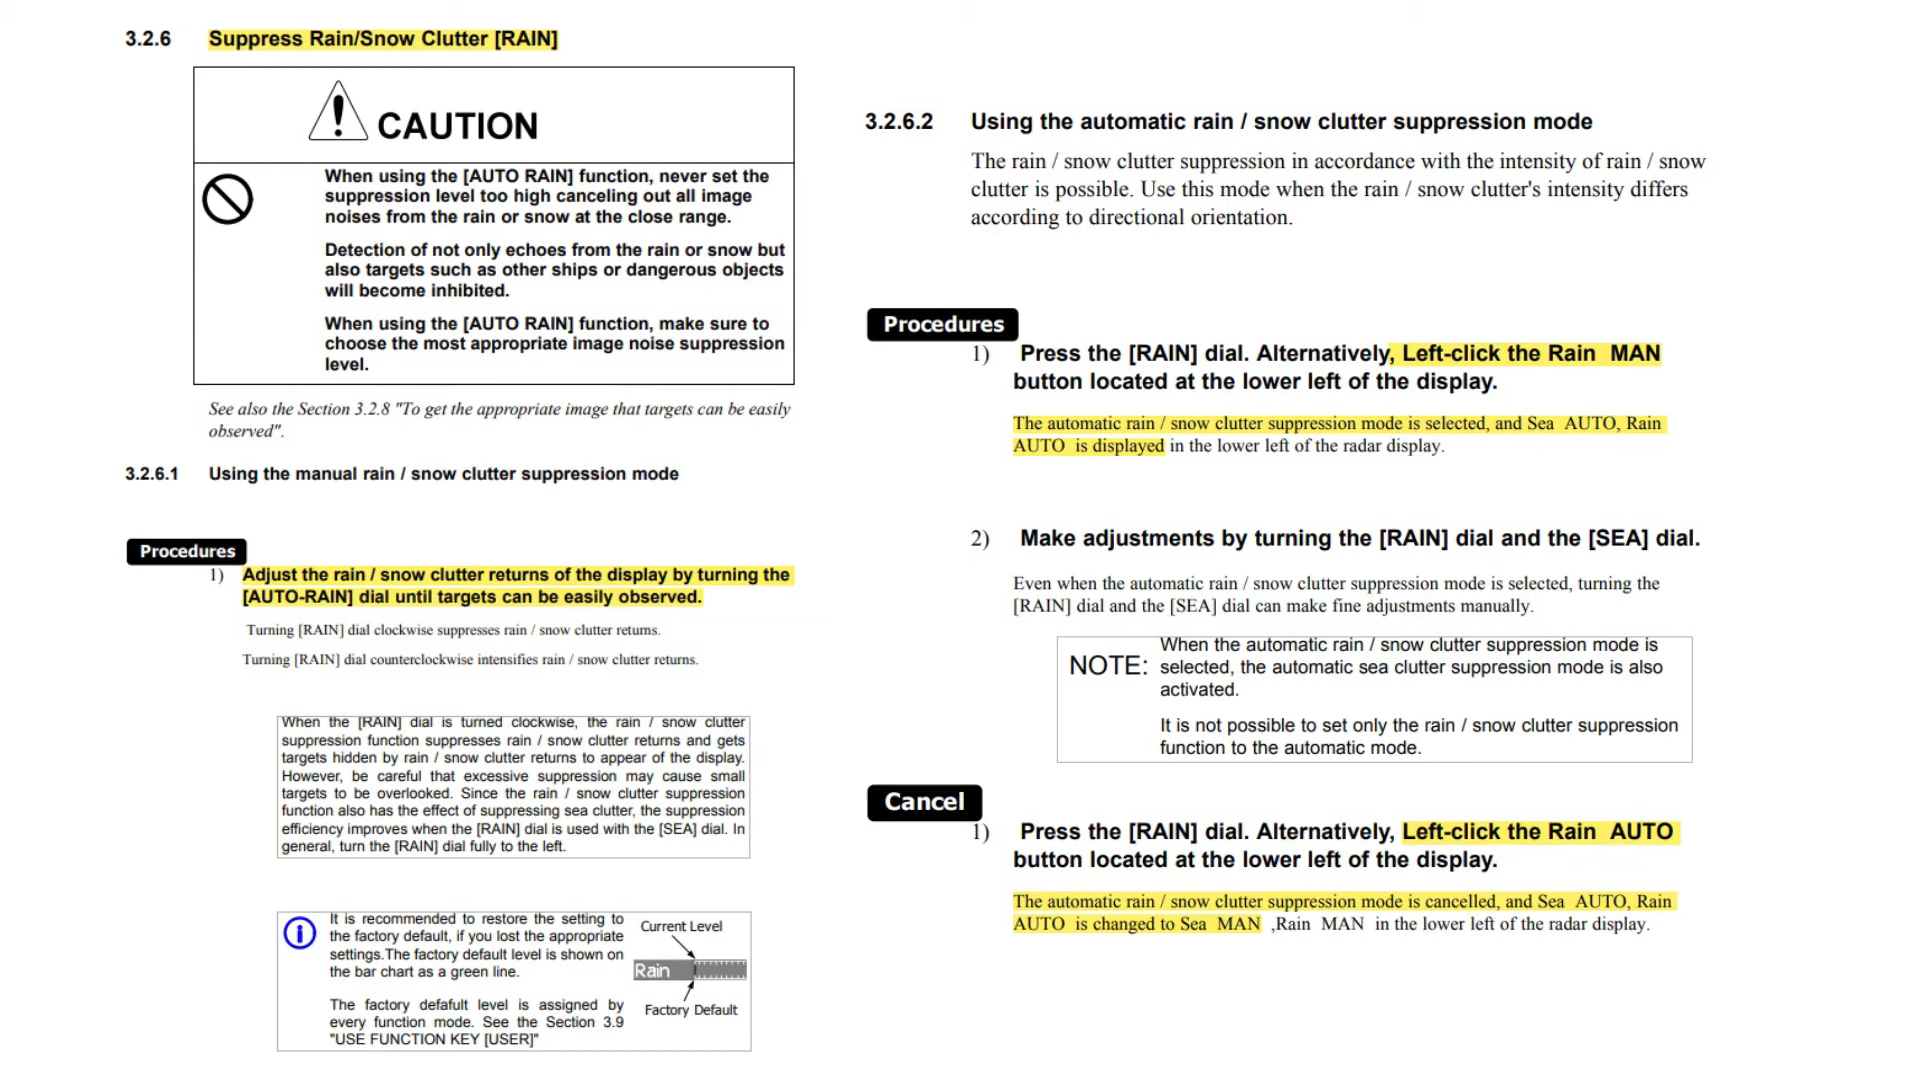 3.2.6 Suppress Rain/Snow Clutter [RAIN]
CAUTION
When using the [AUTO RAIN] function, never set the
suppression level too high canceling out all image
noises from the rain or snow at the close range.
Detection of not only echoes from the rain or snow but
also targets such as other ships or dangerous objects
will become inhibited.
When using the [AUTO RAIN] function, make sure to
choose the most appropriate image noise suppression
level.
See also the Section 3.2.8 "To get the appropriate image that targets can be easily
observed".
3.2.6.1 Using the manual rain / snow clutter suppression mode
Procedures
1) Adjust the rain / snow clutter returns of the display by turning the
[AUTO-RAIN] dial until targets can be easily observed.
Turning [RAIN] dial clockwise suppresses rain / snow clutter returns.
Turning [RAIN] dial counterclockwise intensifies rain / snow clutter returns.
When the [RAIN] dial is turned clockwise, the rain / snow clutter
suppression function suppresses rain / snow clutter returns and gets
targets hidden by rain / snow clutter returns to appear of the display.
However, be careful that excessive suppression may cause small
targets to be overlooked. Since the rain / snow clutter suppression
function also has the effect of suppressing sea clutter, the suppression
efficiency improves when the [RAIN] dial is used with the [SEA] dial. In
general, turn the [RAIN] dial fully to the left.
It is recommended to restore the setting to
the factory default, if you lost the appropriate
settings.The factory default level is shown on
the bar chart as a green line.
The factory defafult level is assigned by
every function mode. See the Section 3.9
"USE FUNCTION KEY [USER]"
Current Level
Rain
Factory Default
3.2.6.2 Using the automatic rain / snow clutter suppression mode
The rain / snow clutter suppression in accordance with the intensity of rain / snow
clutter is possible. Use this mode when the rain / snow clutter's intensity differs
according to directional orientation.
Procedures
1) Press the [RAIN] dial. Alternatively, Left-click the Rain MAN
button located at the lower left of the display.
The automatic rain / snow clutter suppression mode is selected, and Sea AUTO, Rain
AUTO is displayed in the lower left of the radar display.
2) Make adjustments by turning the [RAIN] dial and the [SEA] dial.
Even when the automatic rain / snow clutter suppression mode is selected, turning the
[RAIN] dial and the [SEA] dial can make fine adjustments manually.
NOTE:
When the automatic rain / snow clutter suppression mode is
selected, the automatic sea clutter suppression mode is also
activated.
It is not possible to set only the rain / snow clutter suppression
function to the automatic mode.
Cancel
1) Press the [RAIN] dial. Alternatively, Left-click the Rain AUTO
button located at the lower left of the display.
The automatic rain / snow clutter suppression mode is cancelled, and Sea AUTO, Rain
AUTO is changed to Sea MAN ,Rain MAN in the lower left of the radar display.